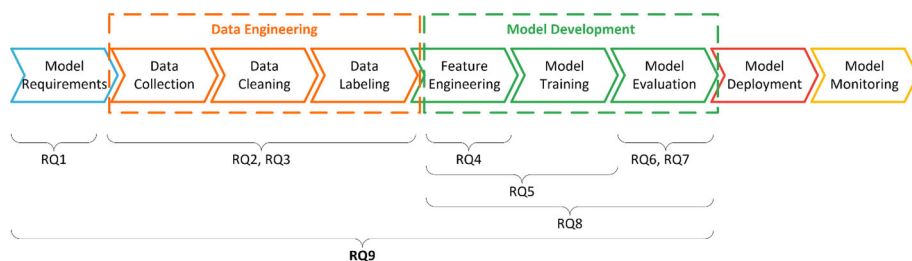 Data Engineering
Model Development
Model
Requirements
Data
Collection
Data
Cleaning
Data
Labeling
Feature
Engineering
Model
Training
Model
Evaluation
Model
Deployment
Model
Monitoring
RQ1
RQ2, RQ3
RQ4
RQ6, RQ7
RQ5
RQ8
RQ9